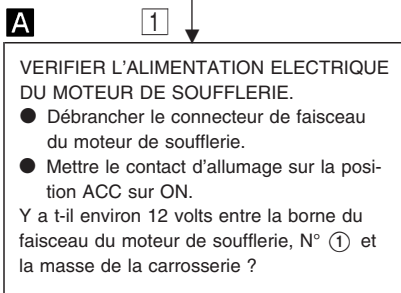 A 1
VERIFIER L'ALIMENTATION ELECTRIQUE
DU MOTEUR DE SOUFFLERIE.
● Débrancher le connecteur de faisceau
du moteur de soufflerie.
● Mettre le contact d'allumage sur la posi-
tion ACC sur ON.
Y a t-il environ 12 volts entre la borne du
faisceau du moteur de soufflerie, N° ① et
la masse de la carrosserie ?